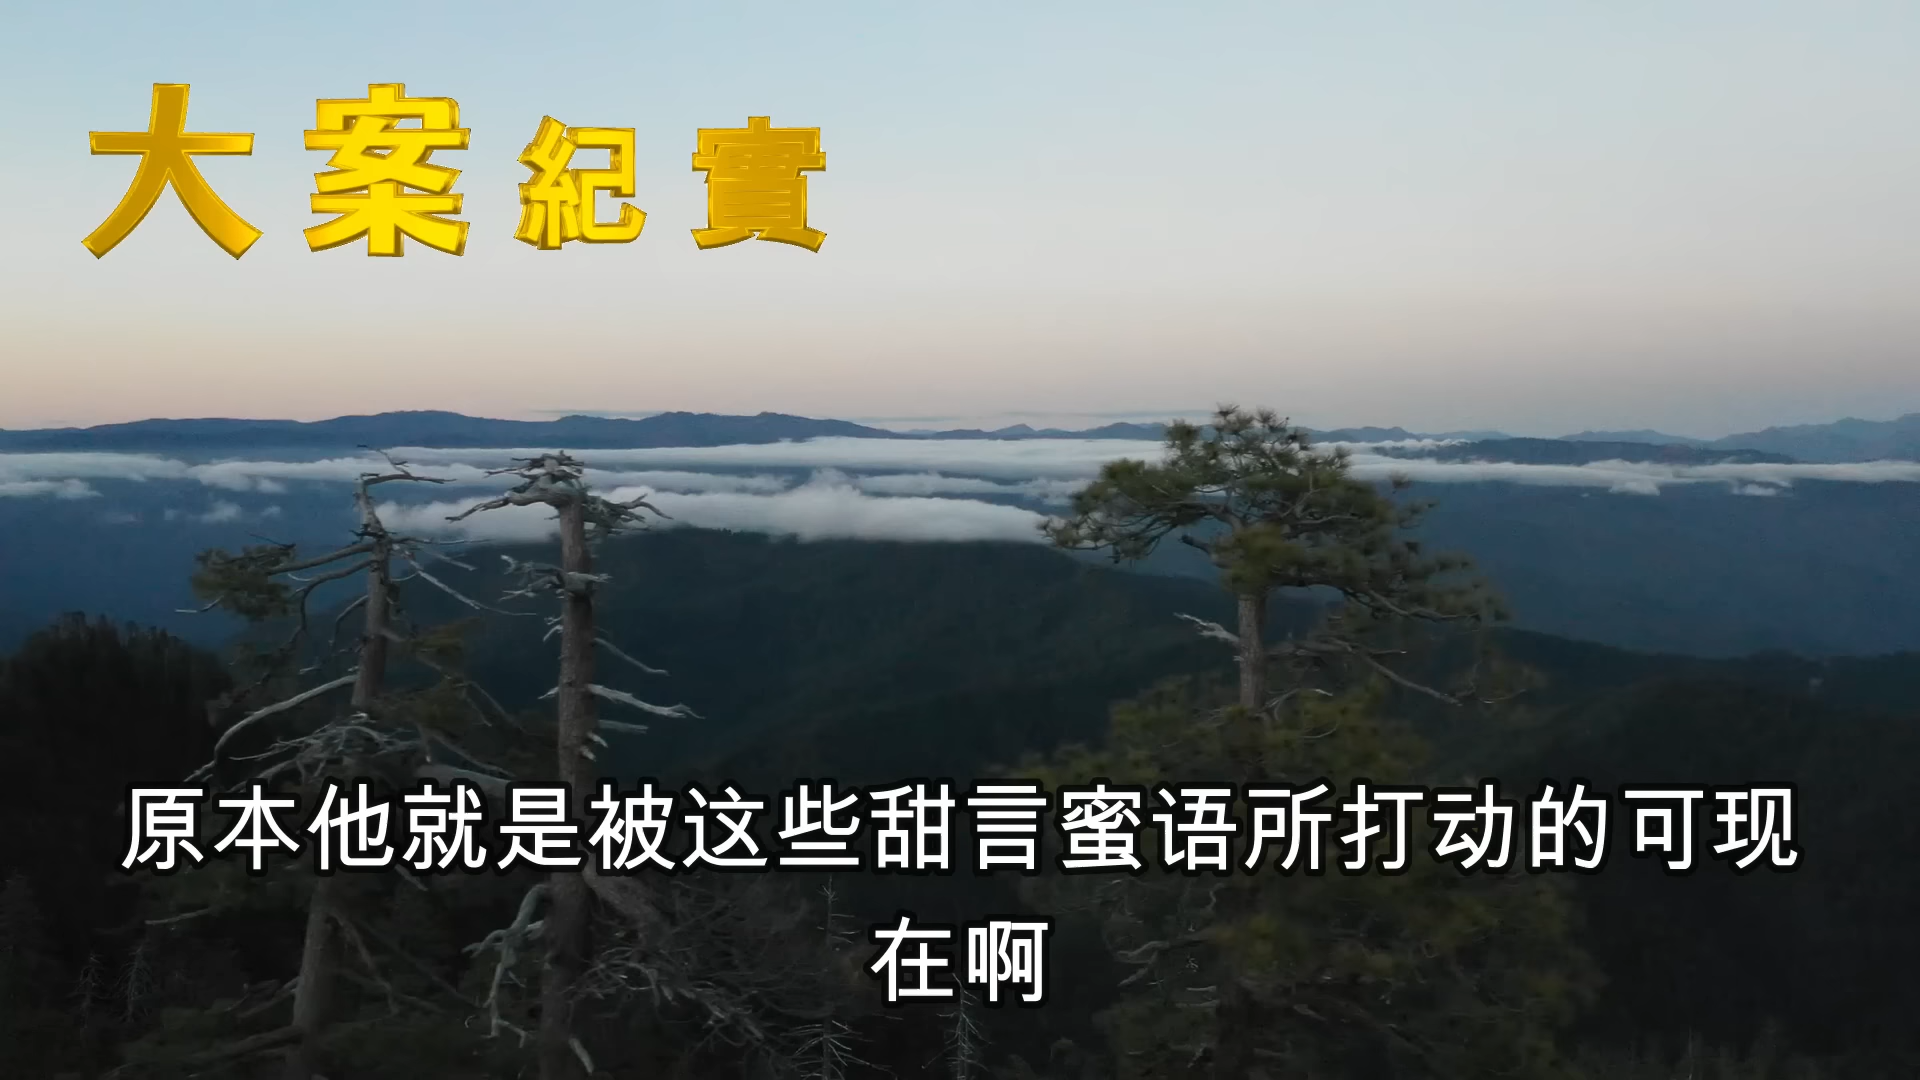 大案紀實
原本他就是被这些甜言蜜语所打动的可现
在啊